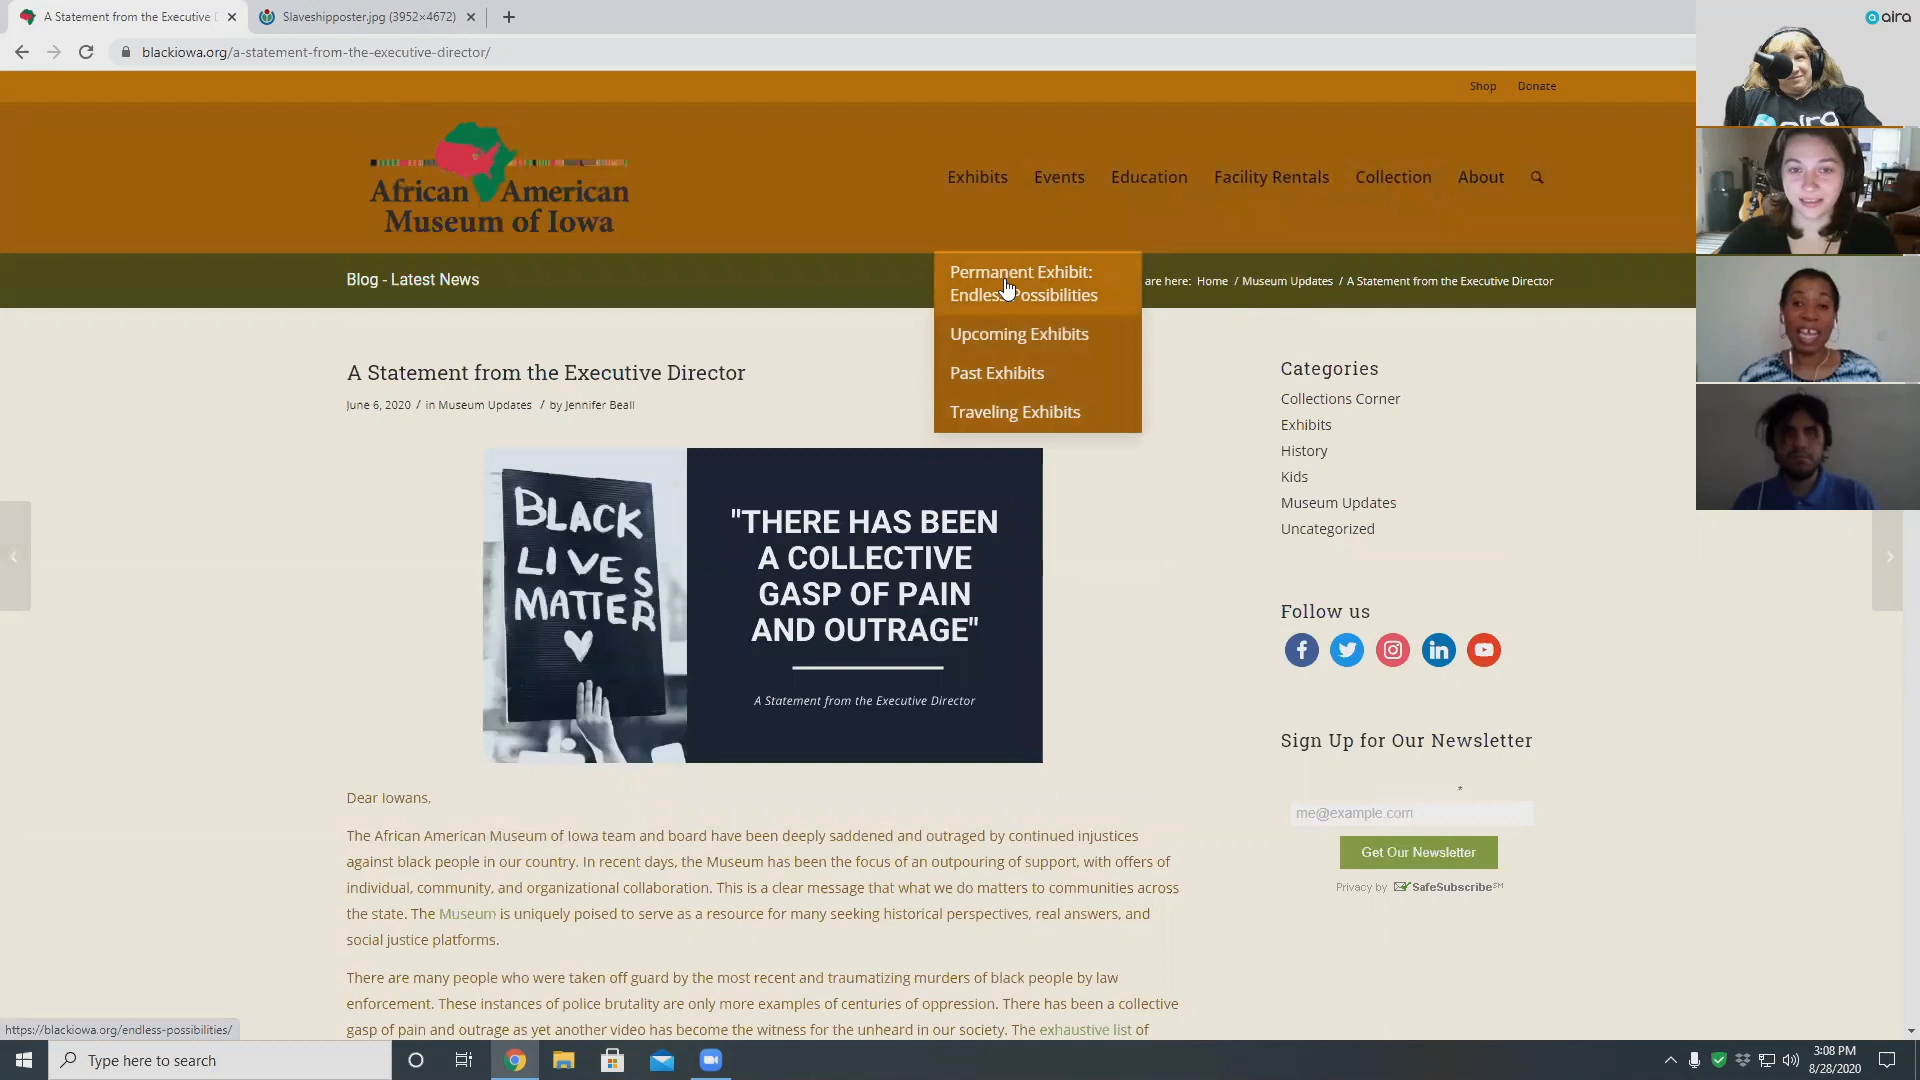 A Statement from the Executive D
Slaveshipposter.jpg (3952×4672)
blackiowa.org/a-statement-from-the-executive-director/
aira
aira
Shop Donate
African American
Museum of Iowa
Exhibits Events Education Facility Rentals Collection About
Permanent Exhibit:
Endless Possibilities
Upcoming Exhibits
Past Exhibits
Traveling Exhibits
Blog - Latest News
are here: Home / Museum Updates / A Statement from the Executive Director
A Statement from the Executive Director
June 6, 2020 / in Museum Updates / by Jennifer Beall
BLACK
LIVES
MATTER
"THERE HAS BEEN
A COLLECTIVE
GASP OF PAIN
AND OUTRAGE"
A Statement from the Executive Director
Dear Iowans,
The African American Museum of Iowa team and board have been deeply saddened and outraged by continued injustices
against black people in our country. In recent days, the Museum has been the focus of an outpouring of support, with offers of
individual, community, and organizational collaboration. This is a clear message that what we do matters to communities across
the state. The Museum is uniquely poised to serve as a resource for many seeking historical perspectives, real answers, and
social justice platforms.
There are many people who were taken off guard by the most recent and traumatizing murders of black people by law
enforcement. These instances of police brutality are only more examples of centuries of oppression. There has been a collective
gasp of pain and outrage as yet another video has become the witness for the unheard in our society. The exhaustive list of
Categories
Collections Corner
Exhibits
History
Kids
Museum Updates
Uncategorized
Follow us
Sign Up for Our Newsletter
*
me@example.com
Get Our Newsletter
Privacy by SafeSubscribe℠
https://blackiowa.org/endless-possibilities/
Type here to search
3:08 PM
8/28/2020